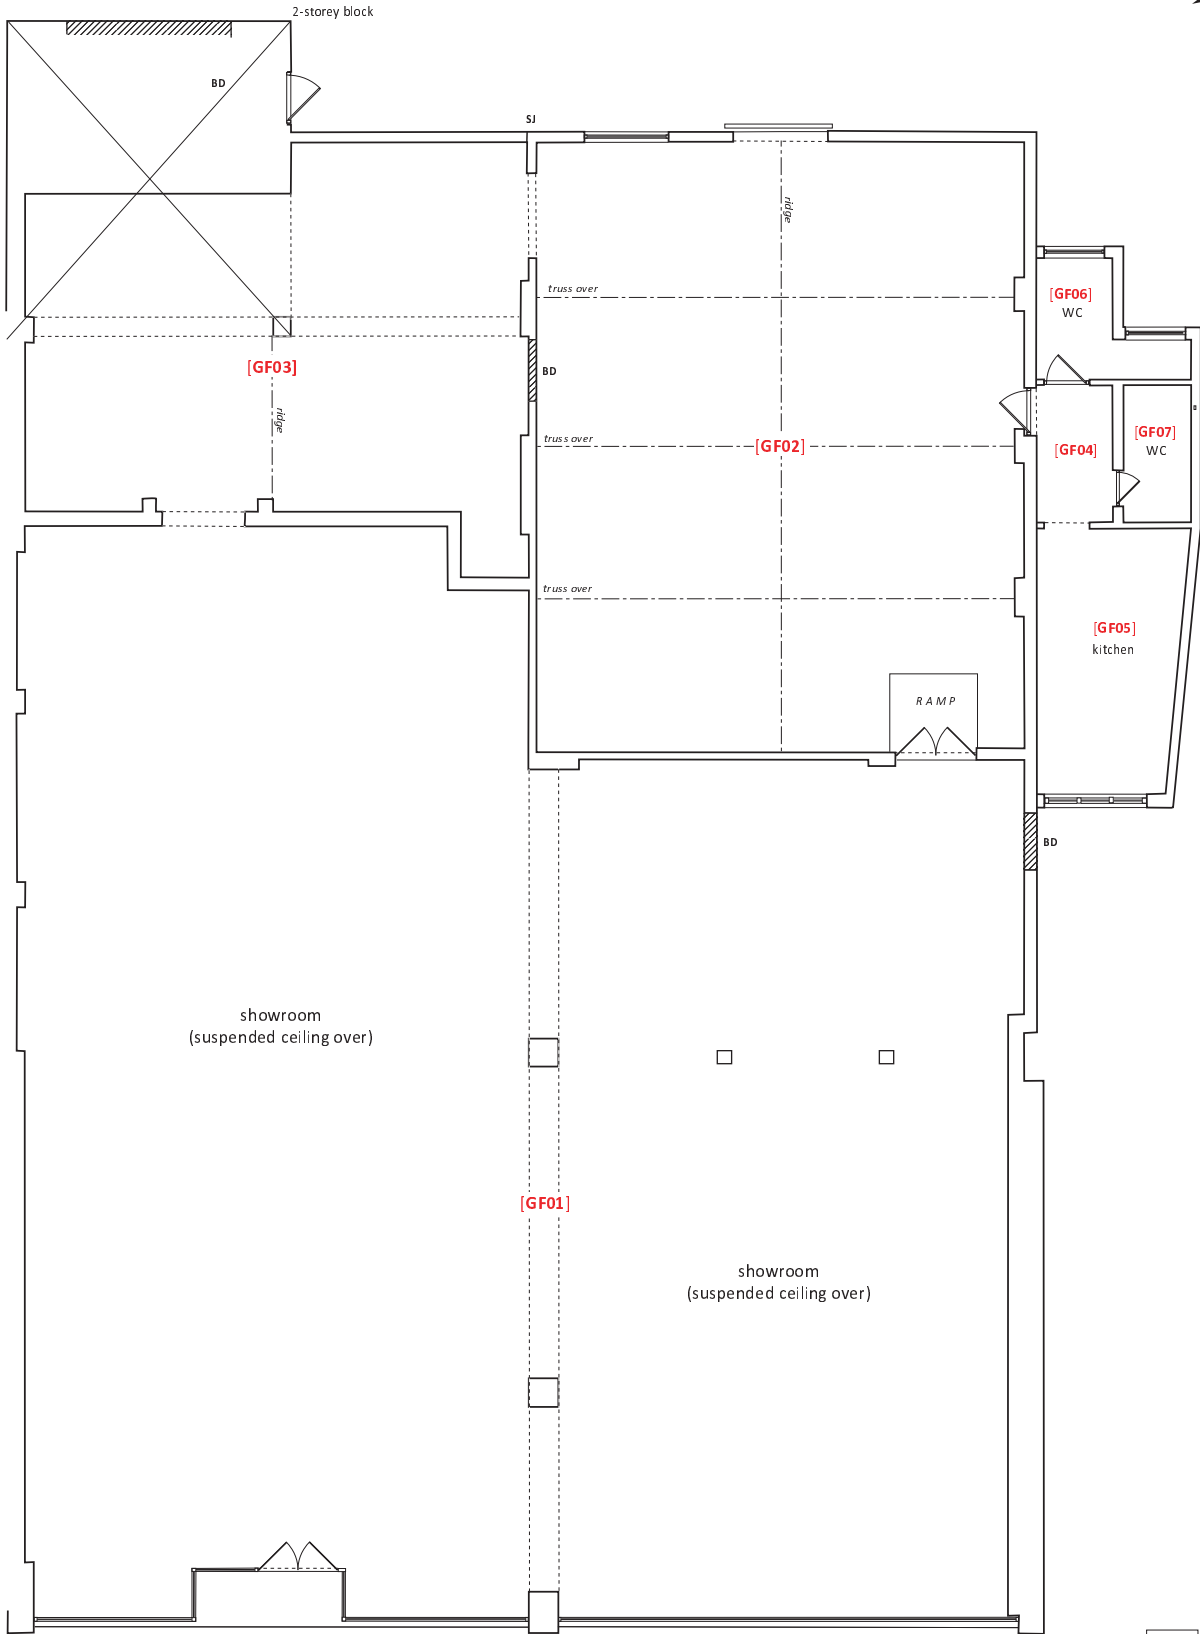 2-storey block
BD
SJ
ridge
truss over
[GF06]
WC
[GF03]
BD
ridge
truss over
[GF02]
[GF04]
[GF07]
WC
truss over
[GF05]
kitchen
RAMP
BD
showroom
(suspended ceiling over)
[GF01]
showroom
(suspended ceiling over)